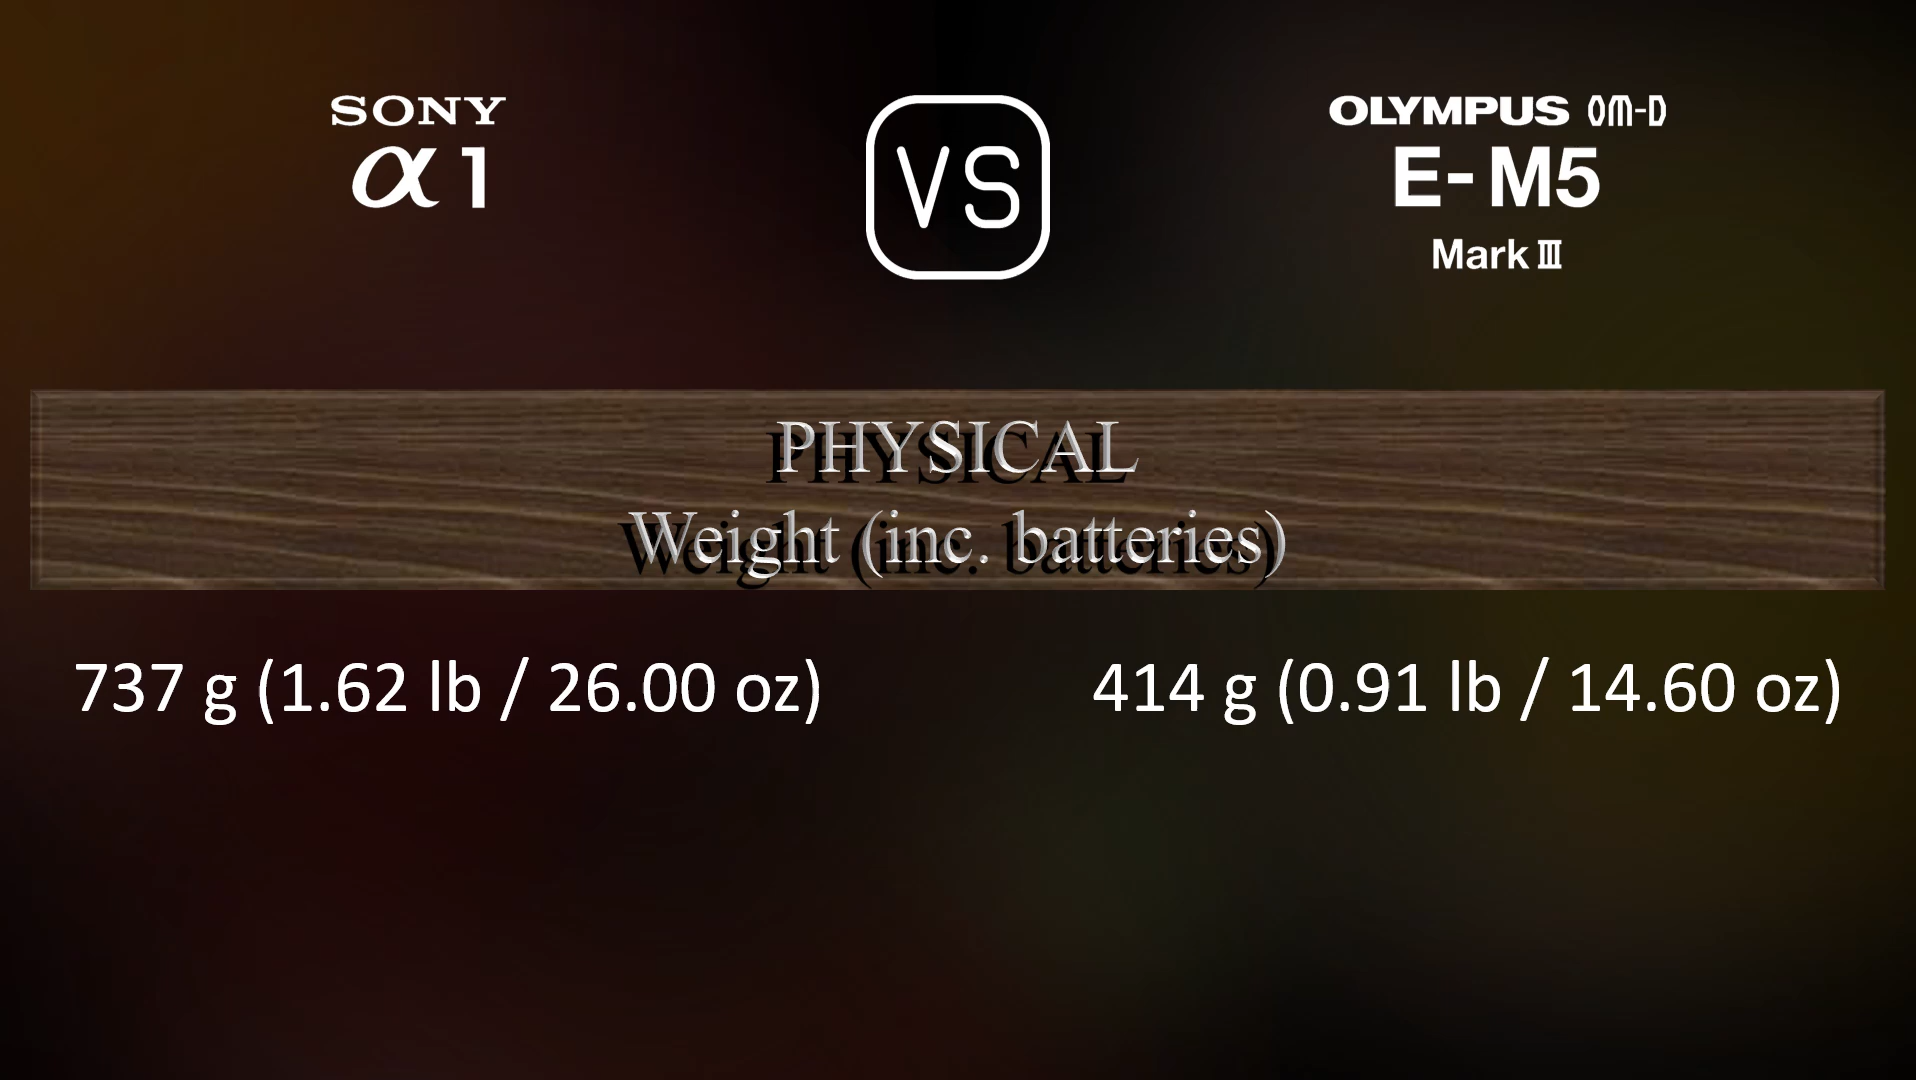 SONY
α 1
VS
OLYMPUS OM-D
E-M5
Mark III
PHYSICAL
Weight (inc. batteries)
737 g (1.62 lb / 26.00 oz)
414 g (0.91 lb / 14.60 oz)